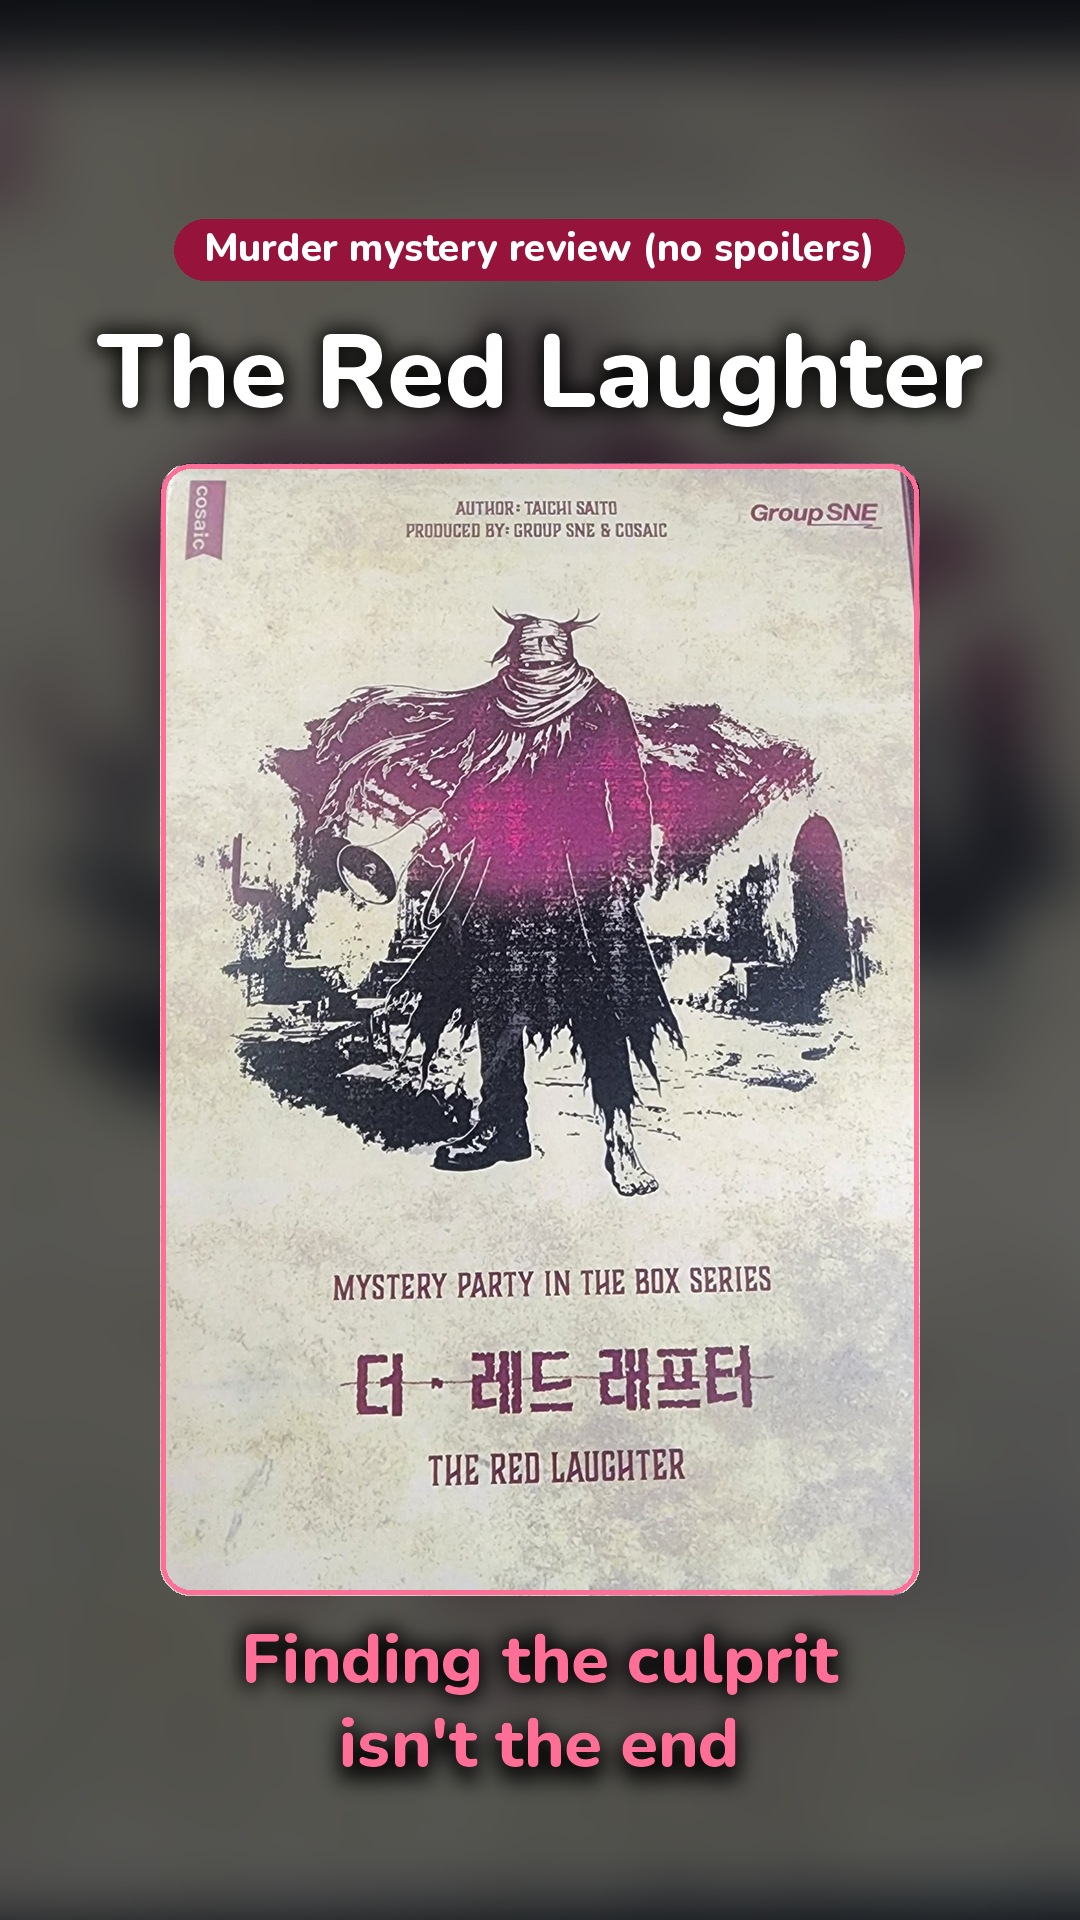 Murder mystery review (no spoilers)
The Red Laughter
cosaic
AUTHOR: TAICHI SAITO
PRODUCED BY: GROUP SNE & COSAIC
GroupSNE
MYSTERY PARTY IN THE BOX SERIES
더·레드 래프터
THE RED LAUGHTER
Finding the culprit
isn't the end